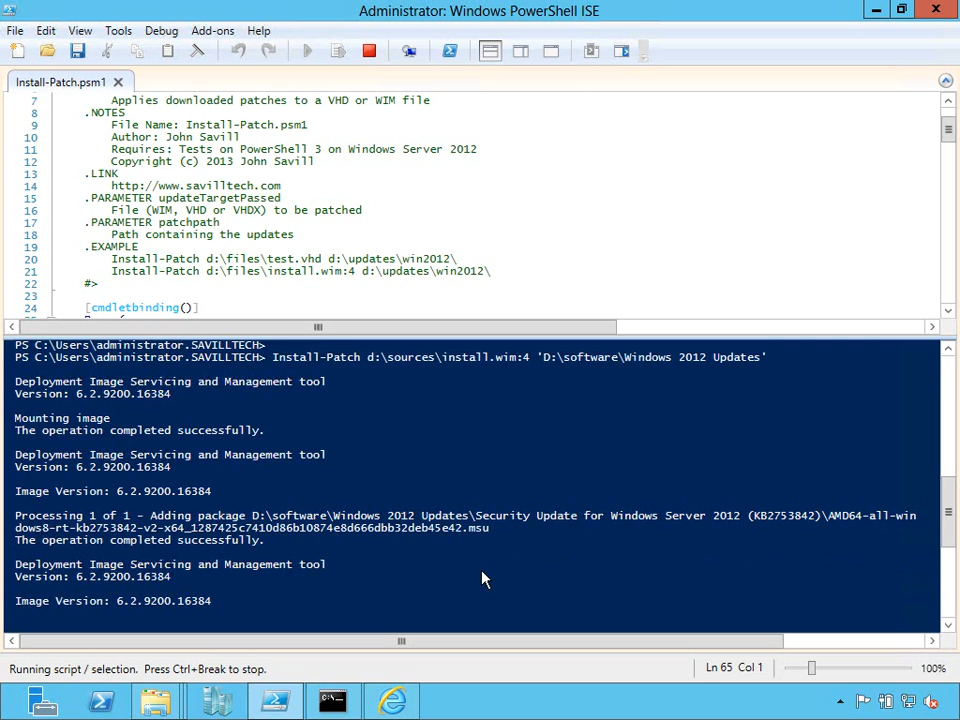 Administrator: Windows PowerShell ISE
File Edit View Tools Debug Add-ons Help
Install-Patch.psm1
7 Applies downloaded patches to a VHD or WIM file
8 .NOTES
9 File Name: Install-Patch.psm1
10 Author: John Savill
11 Requires: Tests on PowerShell 3 on Windows Server 2012
12 Copyright (c) 2013 John Savill
13 .LINK
14 http://www.savilltech.com
15 .PARAMETER updateTargetPassed
16 File (WIM, VHD or VHDX) to be patched
17 .PARAMETER patchpath
18 Path containing the updates
19 .EXAMPLE
20 Install-Patch d:\files\test.vhd d:\updates\win2012\
21 Install-Patch d:\files\install.wim:4 d:\updates\win2012\
22 #>
23
24 [cmdletbinding()]
PS C:\Users\administrator.SAVILLTECH>
PS C:\Users\administrator.SAVILLTECH> Install-Patch d:\sources\install.wim:4 'D:\software\Windows 2012 Updates'
Deployment Image Servicing and Management tool
Version: 6.2.9200.16384
Mounting image
The operation completed successfully.
Deployment Image Servicing and Management tool
Version: 6.2.9200.16384
Image Version: 6.2.9200.16384
Processing 1 of 1 - Adding package D:\software\Windows 2012 Updates\Security Update for Windows Server 2012 (KB2753842)\AMD64-all-win
dows8-rt-kb2753842-v2-x64_1287425c7410d86b10874e8d666dbb32deb45e42.msu
The operation completed successfully.
Deployment Image Servicing and Management tool
Version: 6.2.9200.16384
Image Version: 6.2.9200.16384
Running script / selection. Press Ctrl+Break to stop.
Ln 65 Col 1
100%